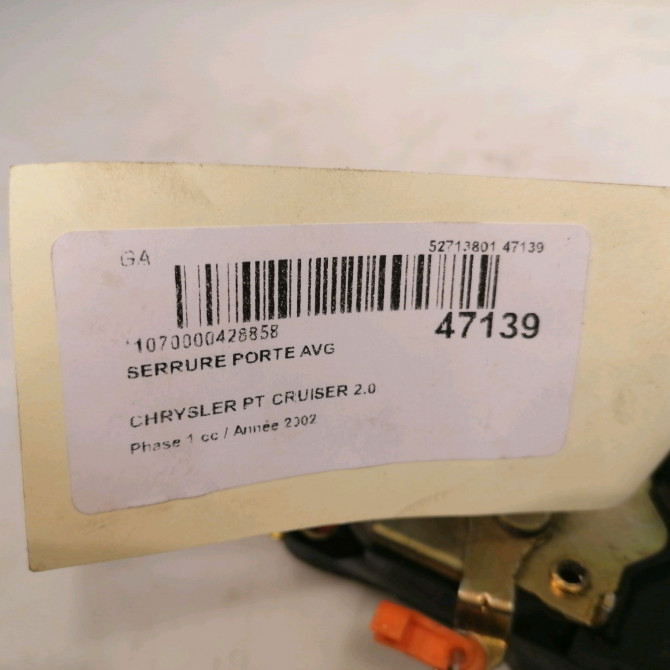 GA
52713801 47139
*1070000428858
47139
SERRURE PORTE AVG
CHRYSLER PT CRUISER 2.0
Phase 1 cc / Année 2002